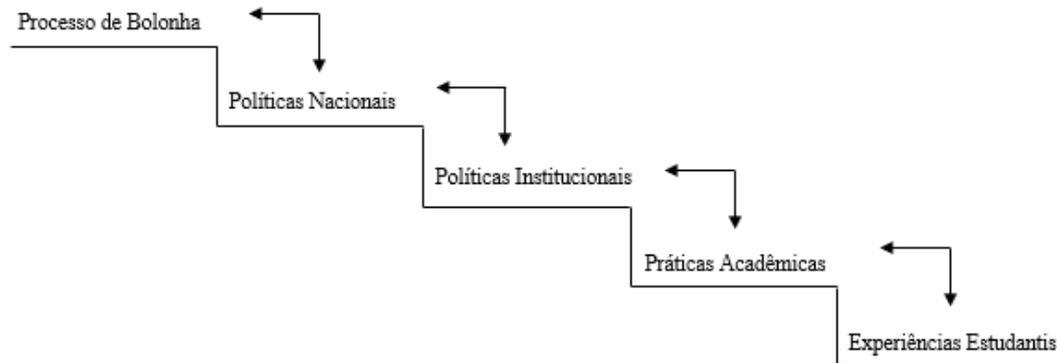 Processo de Bolonha
Políticas Nacionais
Políticas Institucionais
Práticas Acadêmicas
Experiências Estudantis